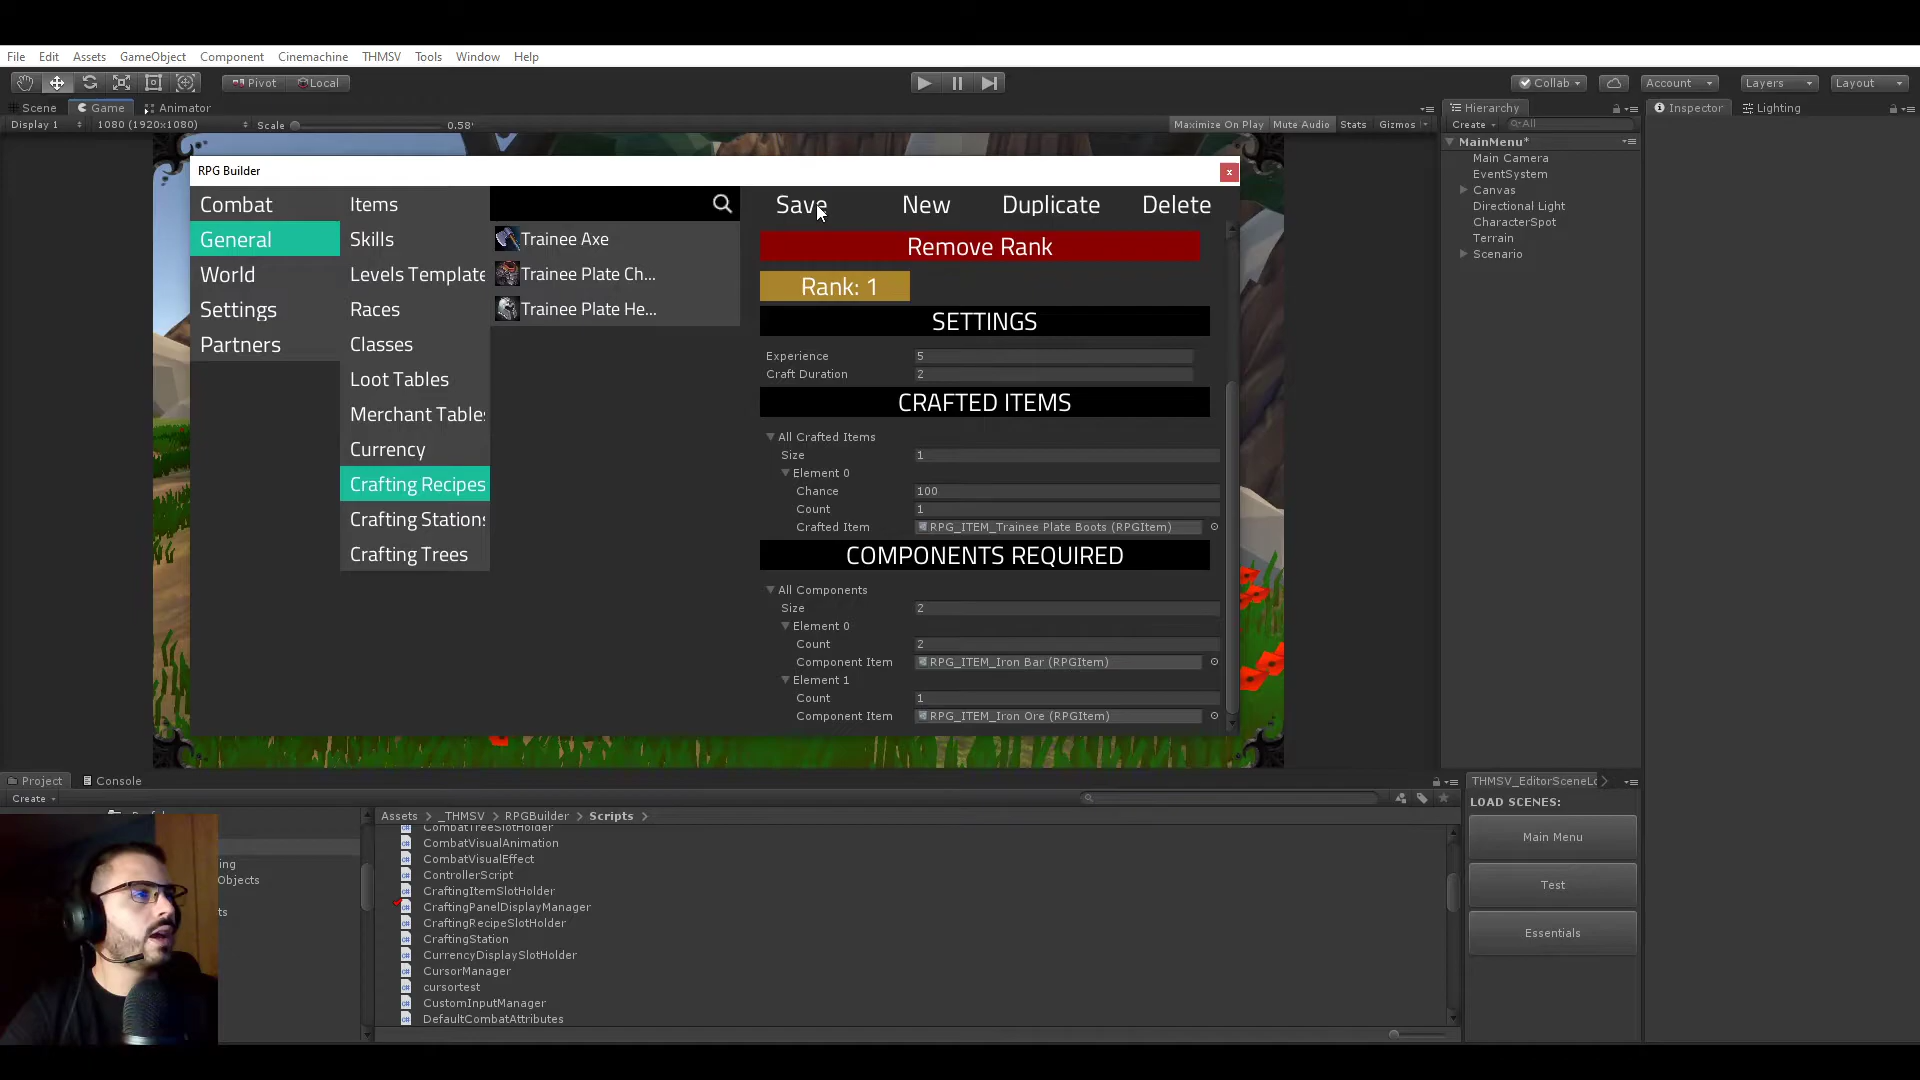 File Edit Assets GameObject Component Cinemachine THMSV Tools Window Help
Pivot Local Collab Account Layers Layout
Scene Game Animator Hierarchy Inspector Lighting
Display 1 1080 (1920x1080) Scale 0.58 Maximize On Play Mute Audio Stats Gizmos Create All
MainMenu*
Main Camera
EventSystem
Canvas
Directional Light
CharacterSpot
Terrain
Scenario
RPG Builder
x
Combat
General
World
Settings
Partners
Items
Skills
Levels Template
Races
Classes
Loot Tables
Merchant Tables
Currency
Crafting Recipes
Crafting Stations
Crafting Trees
Trainee Axe
Trainee Plate Ch...
Trainee Plate He...
Save New Duplicate Delete
Remove Rank
Rank: 1
SETTINGS
Experience 5
Craft Duration 2
CRAFTED ITEMS
All Crafted Items
Size 1
Element 0
Chance 100
Count 1
Crafted Item RPG_ITEM_Trainee Plate Boots (RPGItem)
COMPONENTS REQUIRED
All Components
Size 2
Element 0
Count 2
Component Item RPG_ITEM_Iron Bar (RPGItem)
Element 1
Count 1
Component Item RPG_ITEM_Iron Ore (RPGItem)
Project Console
Create
ing
Objects
ts
Assets > _THMSV > RPGBuilder > Scripts >
CombatTreeSlotHolder
CombatVisualAnimation
CombatVisualEffect
ControllerScript
CraftingItemSlotHolder
CraftingPanelDisplayManager
CraftingRecipeSlotHolder
CraftingStation
CurrencyDisplaySlotHolder
CursorManager
cursortest
CustomInputManager
DefaultCombatAttributes
THMSV_EditorSceneLo
LOAD SCENES:
Main Menu
Test
Essentials